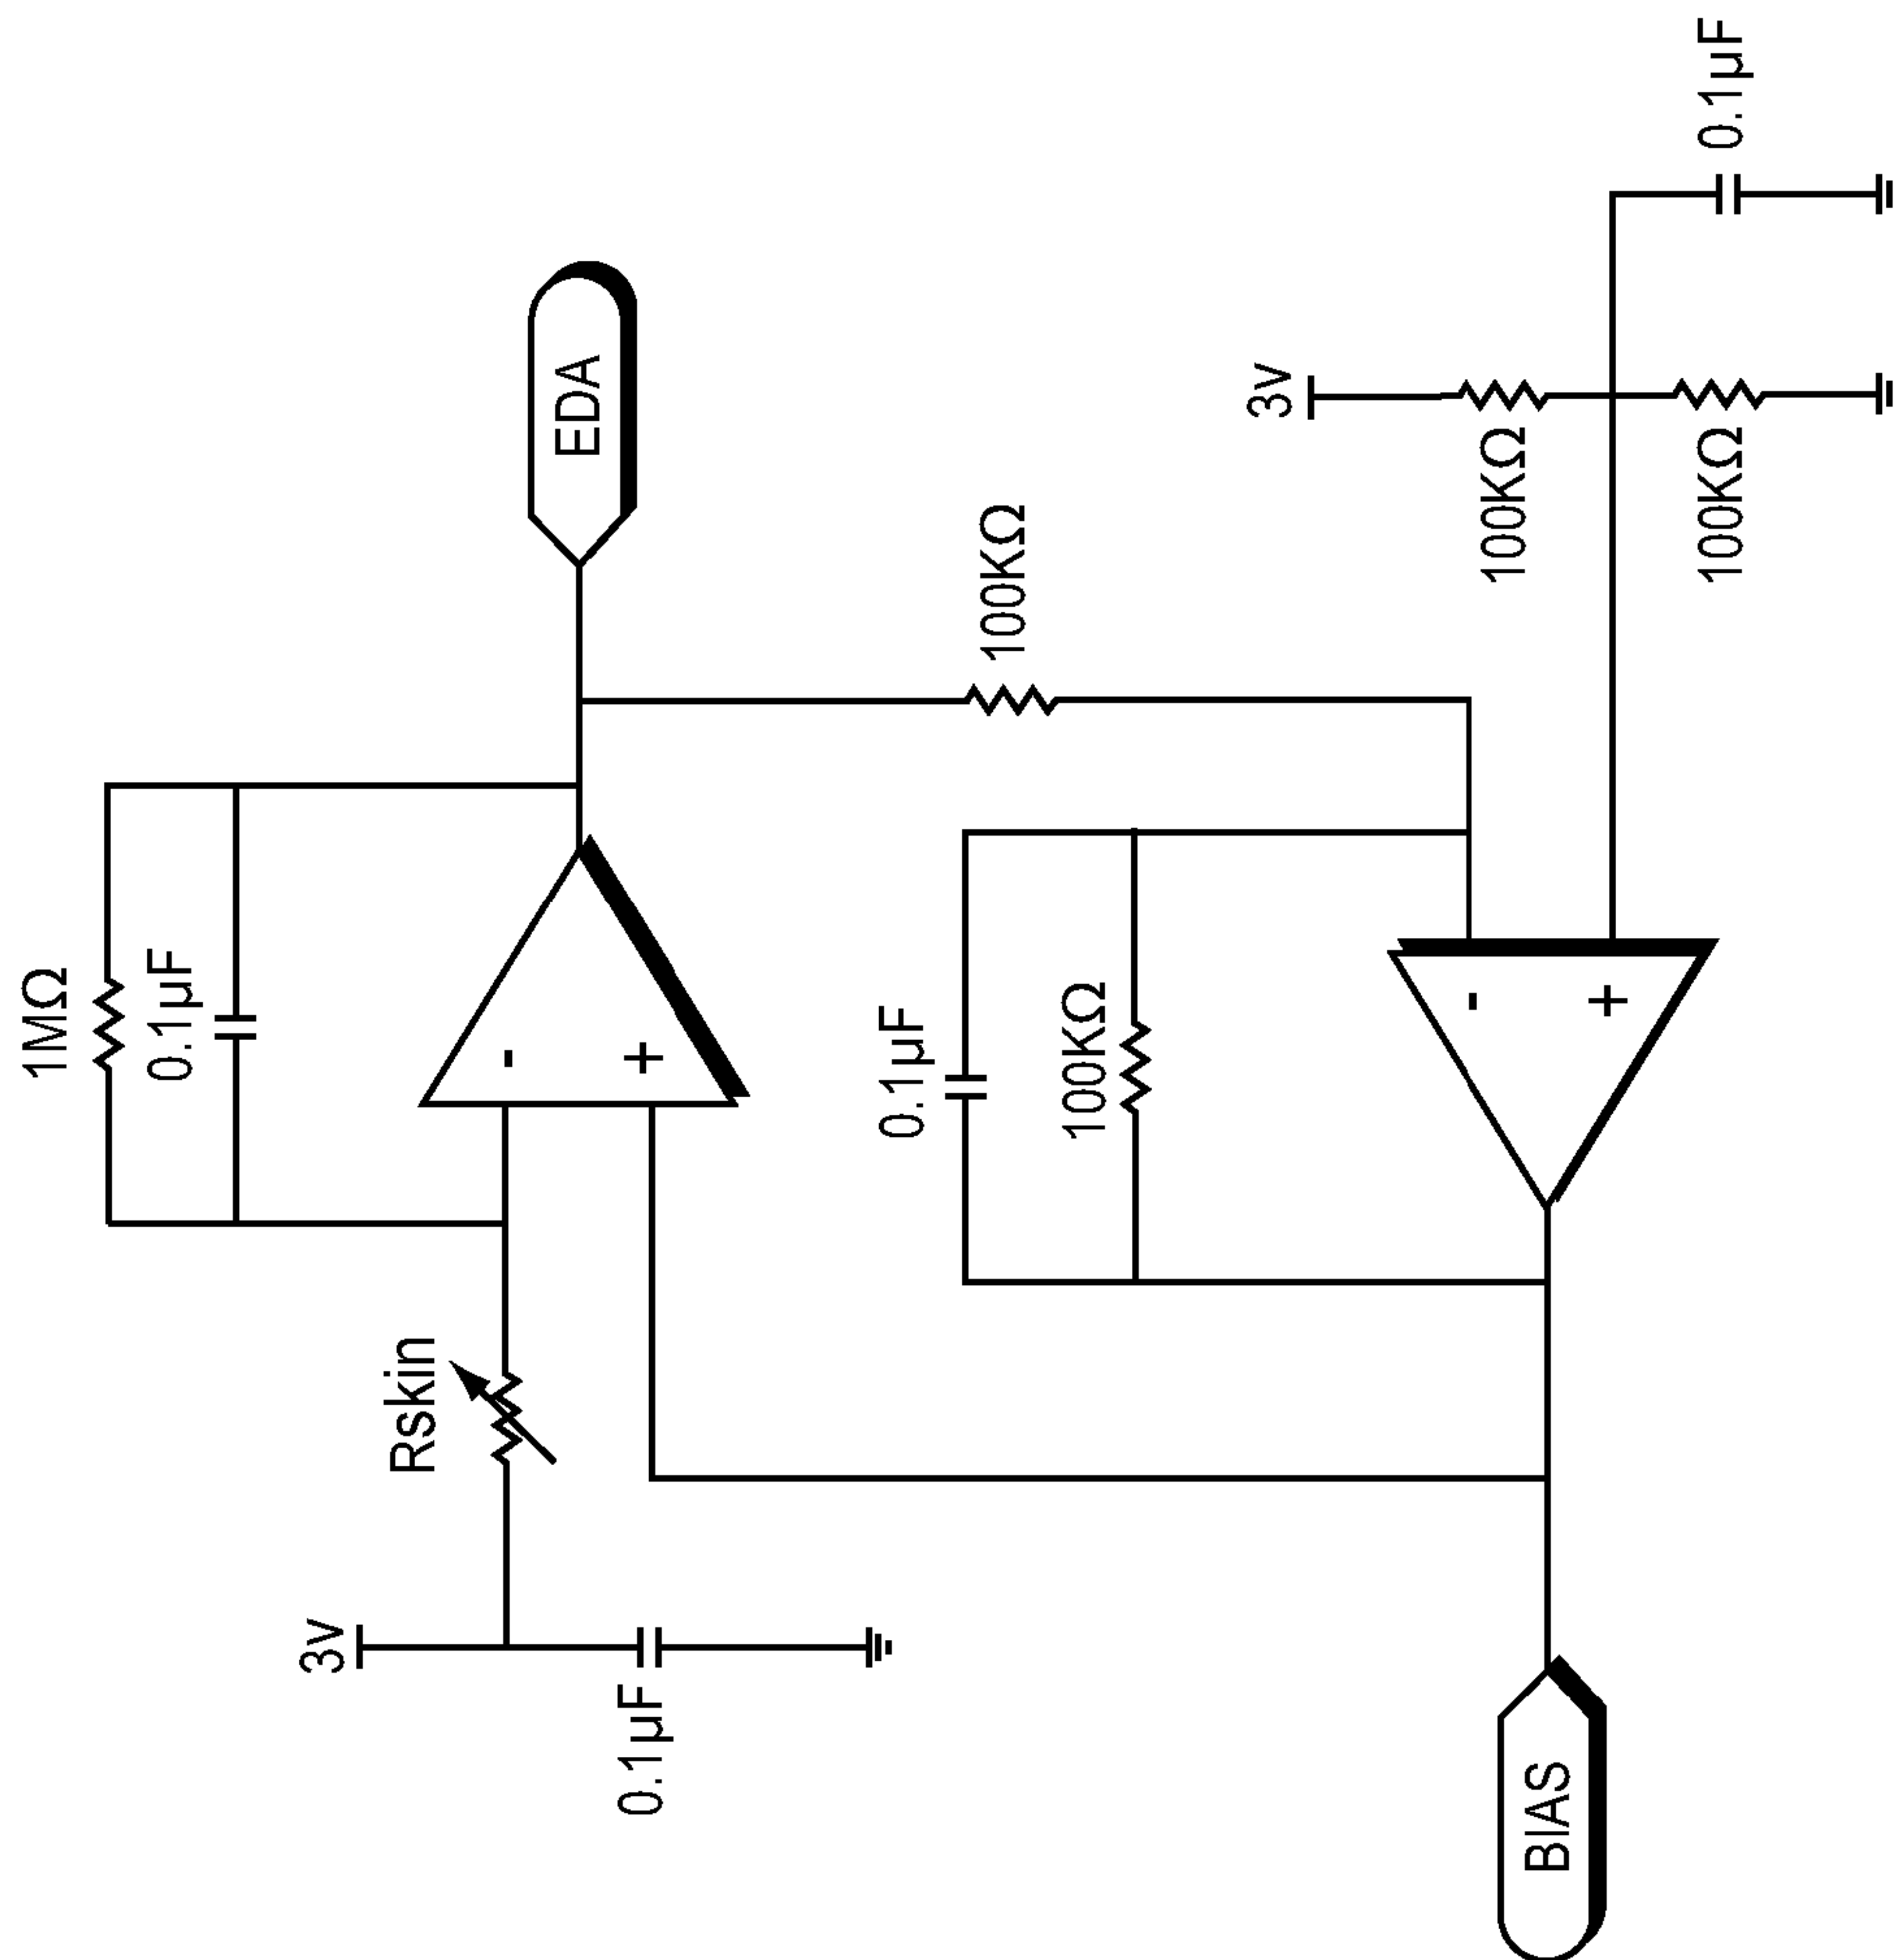 1MΩ
0.1µF
Rskin
3V
0.1µF
-
+
EDA
100KΩ
0.1µF
100KΩ
-
+
3V
100KΩ
100KΩ
0.1µF
BIAS